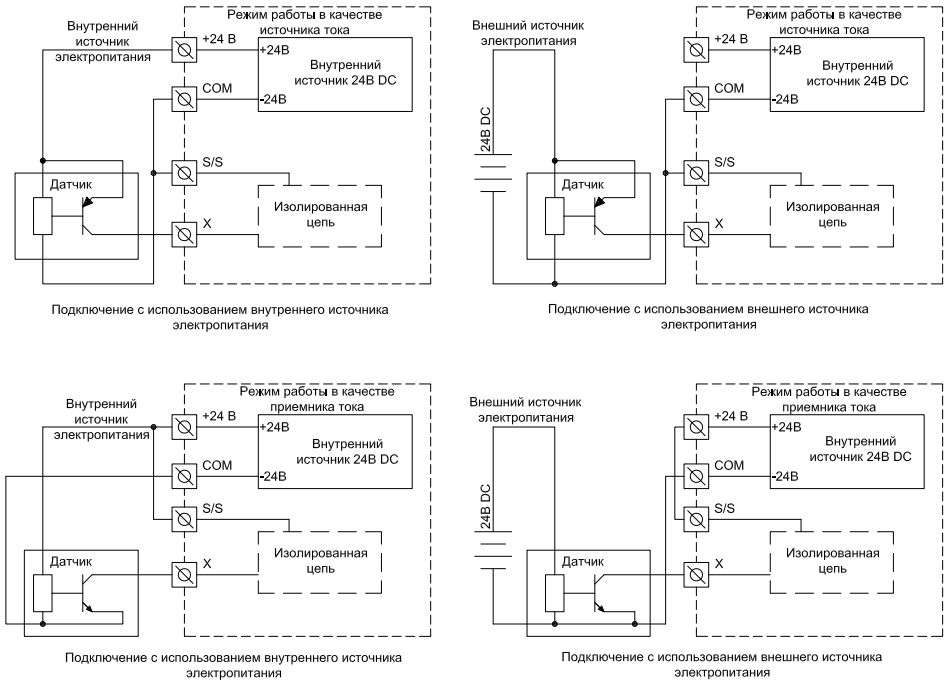 Внутренний
источник
электропитания
Режим работы в качестве
источника тока
+24 В
+24В
Внутренний
источник 24В DC
COM
-24В
S/S
Датчик
Изолированная
цепь
X
Подключение с использованием внутреннего источника
электропитания
Внешний источник
электропитания
Режим работы в качестве
источника тока
+24 В
+24В
Внутренний
источник 24В DC
COM
-24В
24В DC
S/S
Датчик
Изолированная
цепь
X
Подключение с использованием внешнего источника
электропитания
Внутренний
источник
электропитания
Режим работы в качестве
приемника тока
+24 В
+24В
Внутренний
источник 24В DC
COM
-24В
S/S
Датчик
Изолированная
цепь
X
Подключение с использованием внутреннего источника
электропитания
Внешний источник
электропитания
Режим работы в качестве
приемника тока
+24 В
+24В
Внутренний
источник 24В DC
COM
-24В
24В DC
S/S
Датчик
Изолированная
цепь
X
Подключение с использованием внешнего источника
электропитания